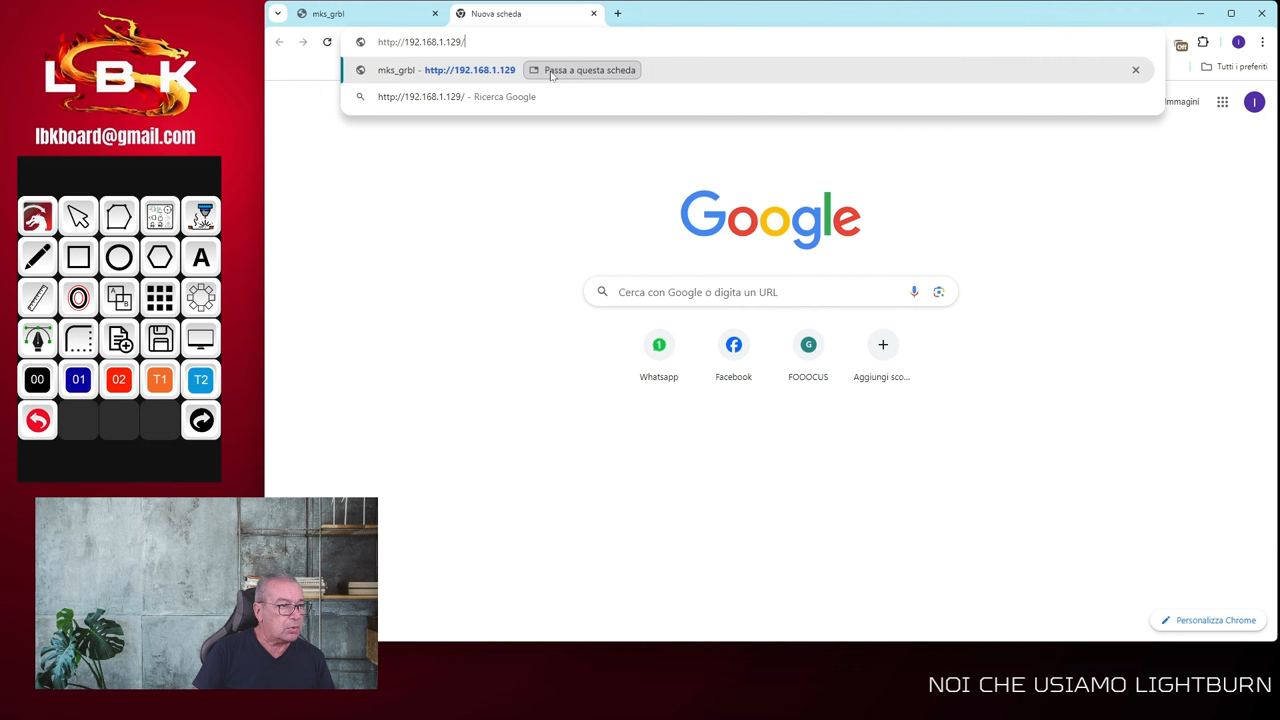 LBK
lbkboard@gmail.com
A
A
B
00
01
02
T1
T2
mks_grbl
Nuova scheda
http://192.168.1.129/
Off
I
mks_grbl - http://192.168.1.129
Passa a questa scheda
http://192.168.1.129/ - Ricerca Google
Tutti i preferiti
Immagini
I
Google
Cerca con Google o digita un URL
1
G
Whatsapp
Facebook
FOOOCUS
Aggiungi sco...
Personalizza Chrome
NOI CHE USIAMO LIGHTBURN